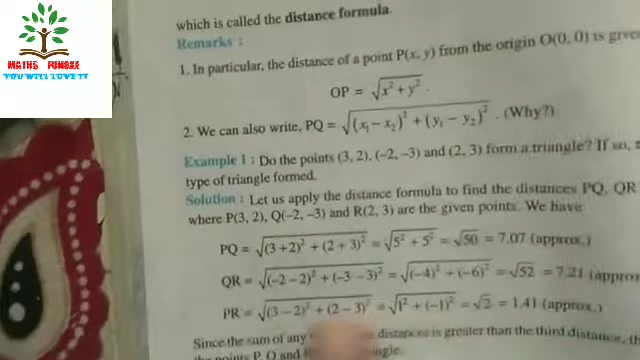 MATHS FUNBEE
YOU WILL LOVE IT
which is called the distance formula.
Remarks :
1. In particular, the distance of a point P(x, y) from the origin O(0, 0) is given
OP = √(x² + y²) .
2. We can also write, PQ = √((x₁ − x₂)² + (y₁ − y₂)²) . (Why?)
Example 1 : Do the points (3, 2), (−2, −3) and (2, 3) form a triangle? If so,
type of triangle formed.
Solution : Let us apply the distance formula to find the distances PQ, QR
where P(3, 2), Q(−2, −3) and R(2, 3) are the given points. We have
PQ = √((3+2)² + (2+3)²) = √(5² + 5²) = √50 = 7.07 (approx.)
QR = √((−2−2)² + (−3−3)²) = √((−4)² + (−6)²) = √52 = 7.21 (approx
PR = √((3−2)² + (2−3)²) = √(1² + (−1)²) = √2 = 1.41 (approx.)
Since the sum of any distances is greater than the third distance,
the points P, Q and